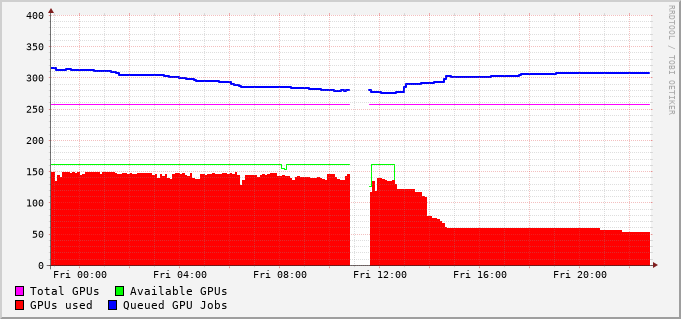 RRDTOOL / TOBI OETIKER
400
350
300
250
200
150
100
50
0
Fri 00:00 Fri 04:00 Fri 08:00 Fri 12:00 Fri 16:00 Fri 20:00
Total GPUs Available GPUs
GPUs used Queued GPU Jobs